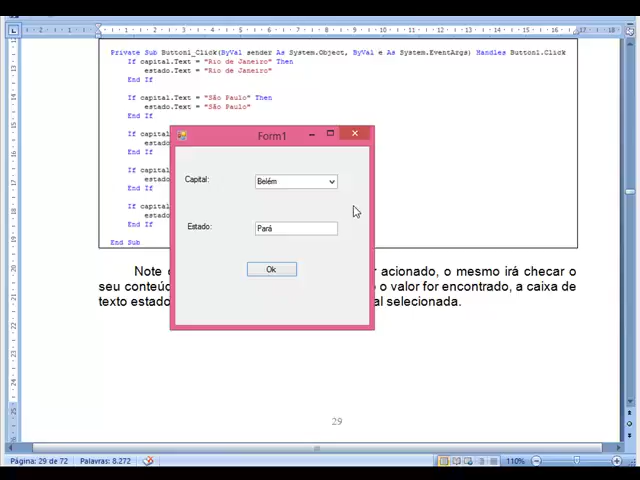 Private Sub Button1_Click(ByVal sender As System.Object, ByVal e As System.EventArgs) Handles Button1.Click
If capital.Text = "Rio de Janeiro" Then
estado.Text = "Rio de Janeiro"
End If
If capital.Text = "São Paulo" Then
estado.Text = "São Paulo"
End If
If capital
estado.
End If
If capital
estado.
End If
If capital
estado.
End If
End Sub
Form1
Capital:
Belém
Estado:
Pará
Ok
Note
acionado, o mesmo irá checar o
seu conteúd
o valor for encontrado, a caixa de
texto estado
al selecionada.
29
Página: 29 de 72
Palavras: 8.272
110%